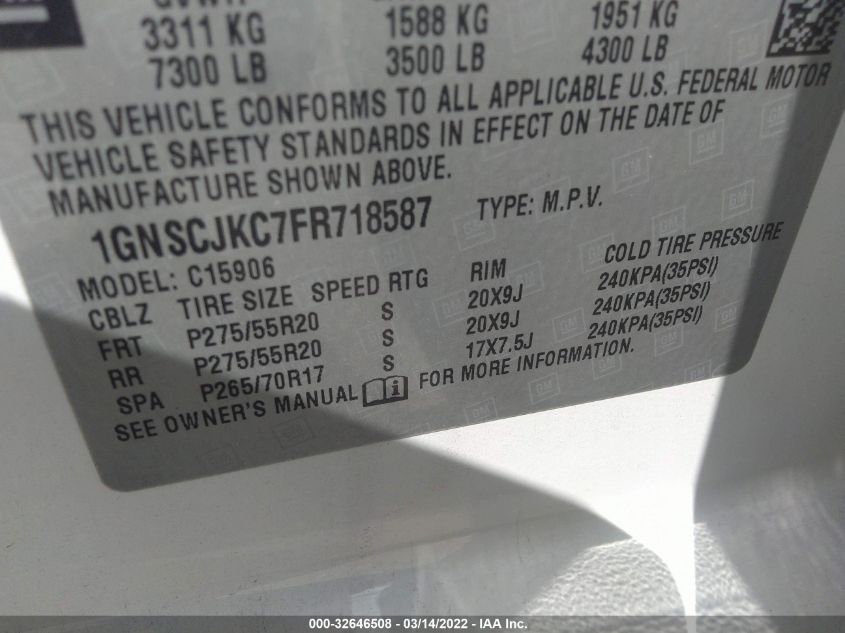 3311 KG 1588 KG 1951 KG
7300 LB 3500 LB 4300 LB
THIS VEHICLE CONFORMS TO ALL APPLICABLE U.S. FEDERAL MOTOR
VEHICLE SAFETY STANDARDS IN EFFECT ON THE DATE OF
MANUFACTURE SHOWN ABOVE.
1GNSCJKC7FR718587 TYPE: M.P.V.
MODEL: C15906
CBLZ TIRE SIZE SPEED RTG RIM COLD TIRE PRESSURE
FRT P275/55R20 S 20X9J 240KPA(35PSI)
RR P275/55R20 S 20X9J 240KPA(35PSI)
SPA P265/70R17 S 17X7.5J 240KPA(35PSI)
SEE OWNER'S MANUAL FOR MORE INFORMATION.
000-32646508 - 03/14/2022 - IAA Inc.